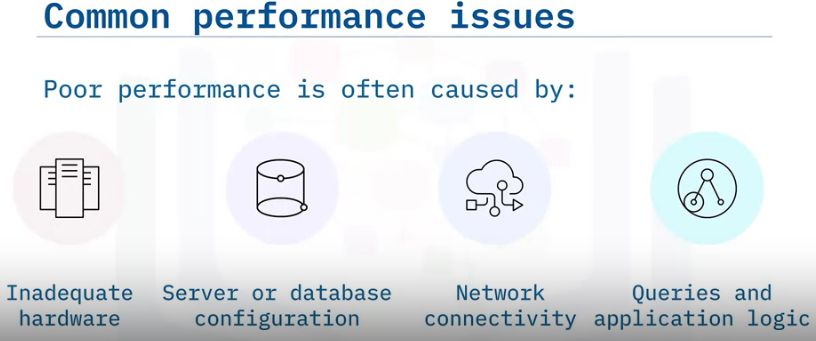 Common performance issues
Poor performance is often caused by:
Inadequate
hardware
Server or database
configuration
Network
connectivity
Queries and
application logic